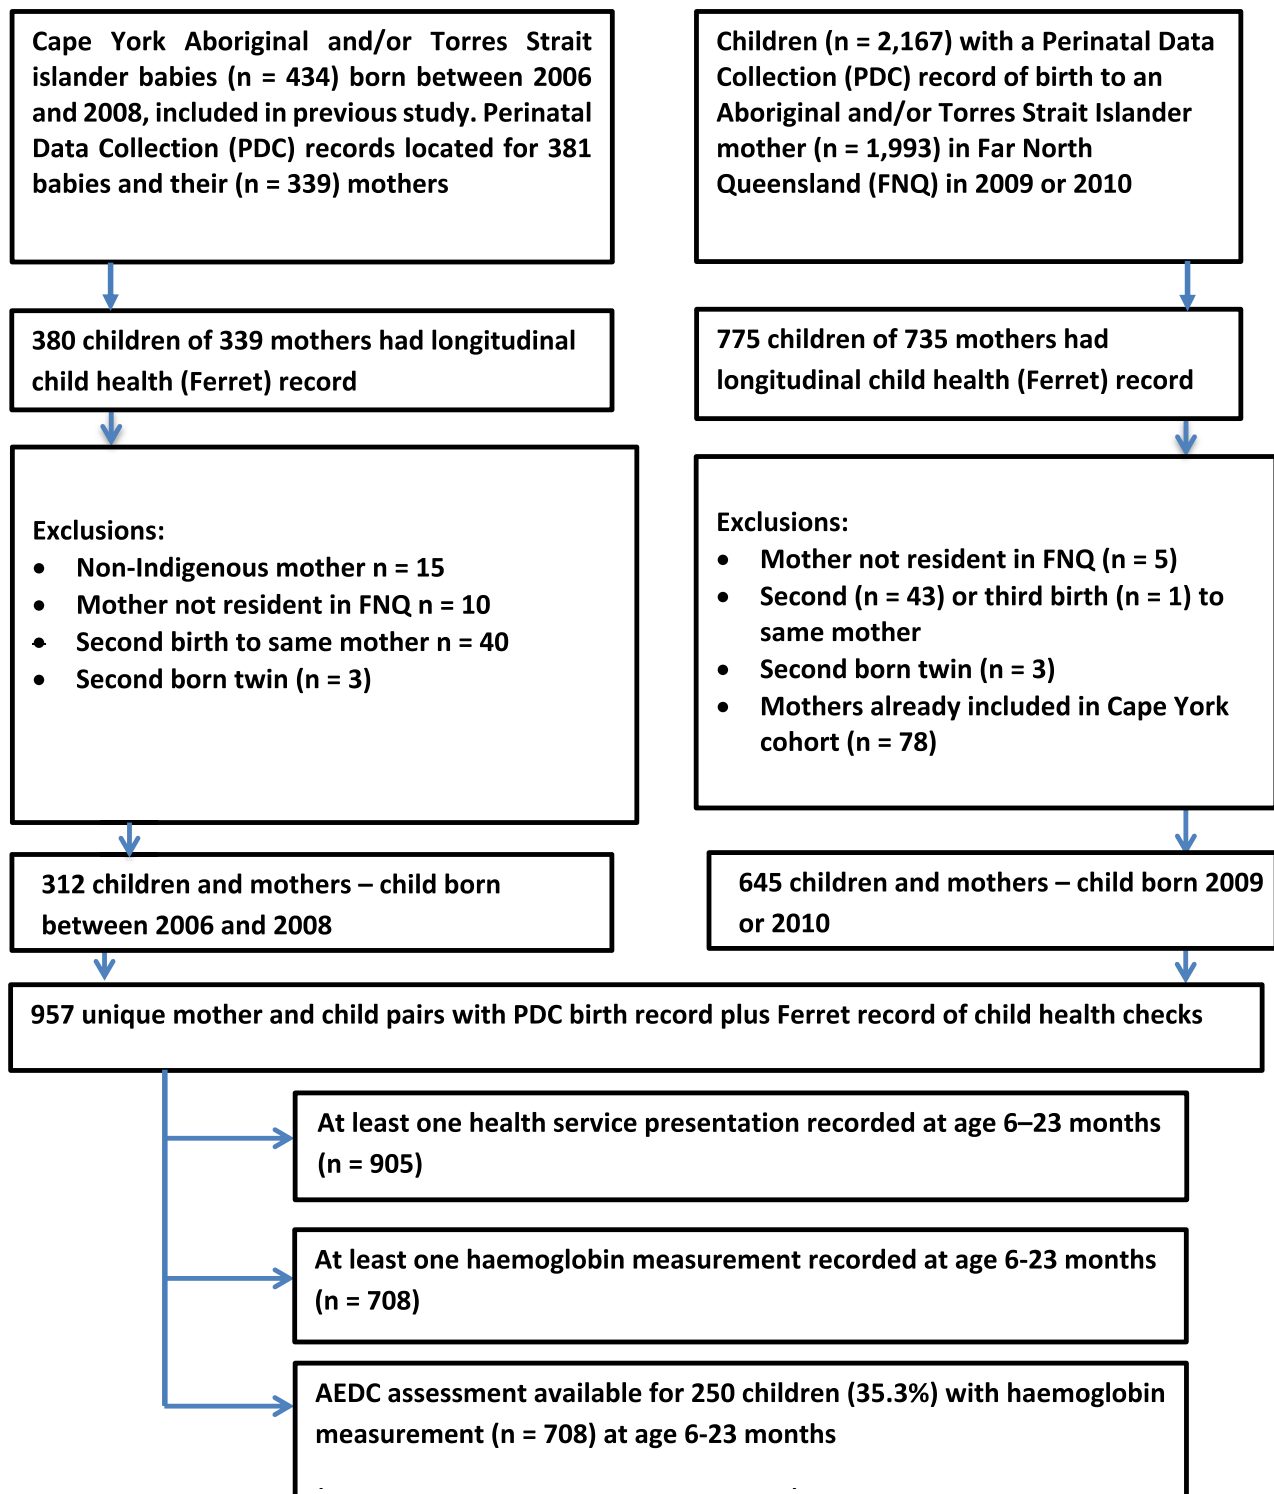 Cape York Aboriginal and/or Torres Strait
islander babies (n = 434) born between 2006
and 2008, included in previous study. Perinatal
Data Collection (PDC) records located for 381
babies and their (n = 339) mothers
Children (n = 2,167) with a Perinatal Data
Collection (PDC) record of birth to an
Aboriginal and/or Torres Strait Islander
mother (n = 1,993) in Far North
Queensland (FNQ) in 2009 or 2010
380 children of 339 mothers had longitudinal
child health (Ferret) record
775 children of 735 mothers had
longitudinal child health (Ferret) record
Exclusions:
• Non-Indigenous mother n = 15
• Mother not resident in FNQ n = 10
• Second birth to same mother n = 40
• Second born twin (n = 3)
Exclusions:
• Mother not resident in FNQ (n = 5)
• Second (n = 43) or third birth (n = 1) to
same mother
• Second born twin (n = 3)
• Mothers already included in Cape York
cohort (n = 78)
312 children and mothers – child born
between 2006 and 2008
645 children and mothers – child born 2009
or 2010
957 unique mother and child pairs with PDC birth record plus Ferret record of child health checks
At least one health service presentation recorded at age 6–23 months
(n = 905)
At least one haemoglobin measurement recorded at age 6-23 months
(n = 708)
AEDC assessment available for 250 children (35.3%) with haemoglobin
measurement (n = 708) at age 6-23 months